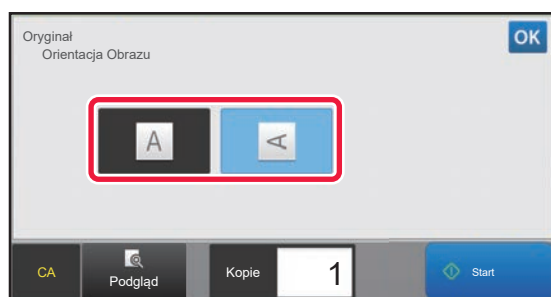 Oryginał
Orientacja Obrazu
OK
A
A
CA
Podgląd
Kopie
1
Start